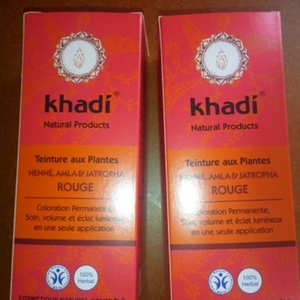 khadi®
Natural Products
Teinture aux Plantes
HENNÉ, AMLA & JATROPHA
ROUGE
Coloration Permanente,
Soin, volume et éclat lumineux
en une seule application
100%
Herbal
khadi®
Natural Products
Teinture aux Plantes
HENNÉ, AMLA & JATROPHA
ROUGE
Coloration Permanente,
Soin, volume et éclat lumineux
en une seule application
100%
Herbal